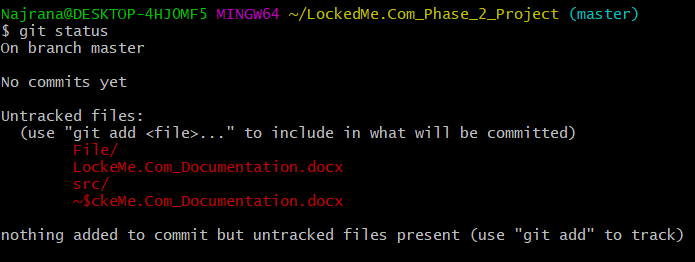 Najrana@DESKTOP-4HJOMF5 MINGW64 ~/LockedMe.Com_Phase_2_Project (master)
$ git status
On branch master
No commits yet
Untracked files:
(use "git add <file>..." to include in what will be committed)
File/
LockeMe.Com_Documentation.docx
src/
~$ckeMe.Com_Documentation.docx
nothing added to commit but untracked files present (use "git add" to track)